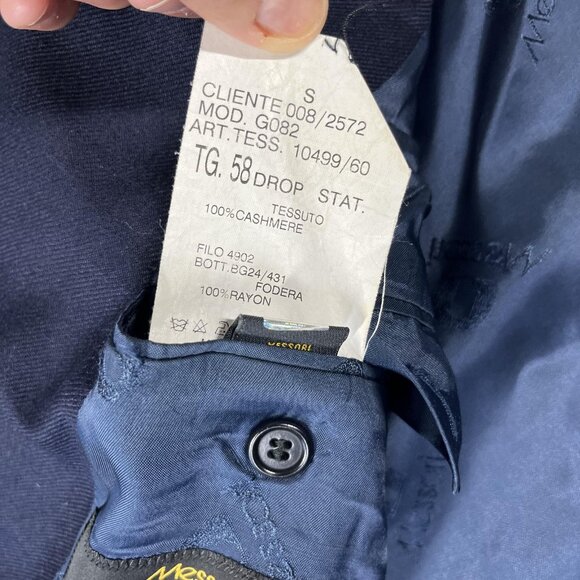 S
CLIENTE 008/2572
MOD. G082
ART.TESS. 10499/60
TG. 58 DROP STAT.
TESSUTO
100%CASHMERE
FILO 4902
BOTT.BG24/431
FODERA
100%RAYON
MESSORI